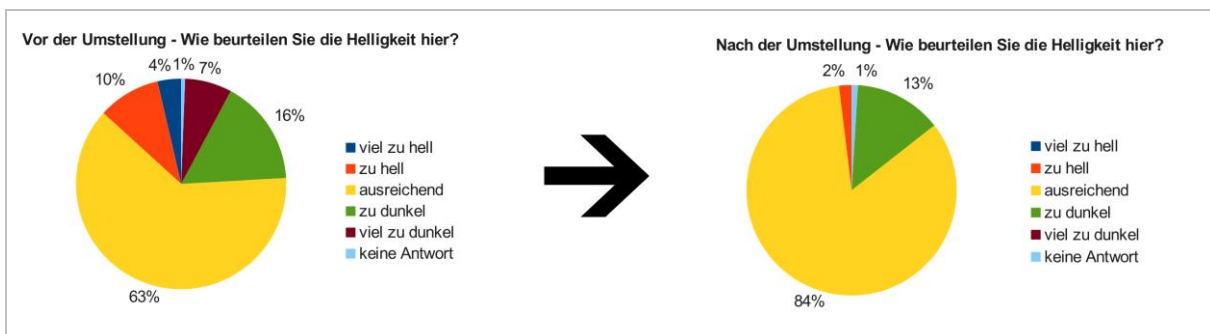 Vor der Umstellung - Wie beurteilen Sie die Helligkeit hier?
4%
1%
7%
10%
16%
63%
viel zu hell
zu hell
ausreichend
zu dunkel
viel zu dunkel
keine Antwort
Nach der Umstellung - Wie beurteilen Sie die Helligkeit hier?
2%
1%
13%
84%
viel zu hell
zu hell
ausreichend
zu dunkel
viel zu dunkel
keine Antwort